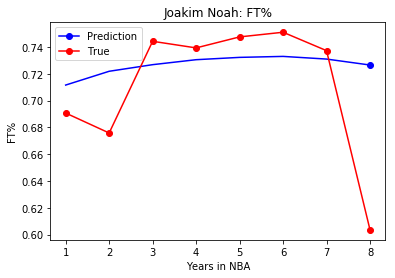 Joakim Noah: FT%
Prediction
True
FT%
0.74
0.72
0.70
0.68
0.66
0.64
0.62
0.60
1 2 3 4 5 6 7 8
Years in NBA